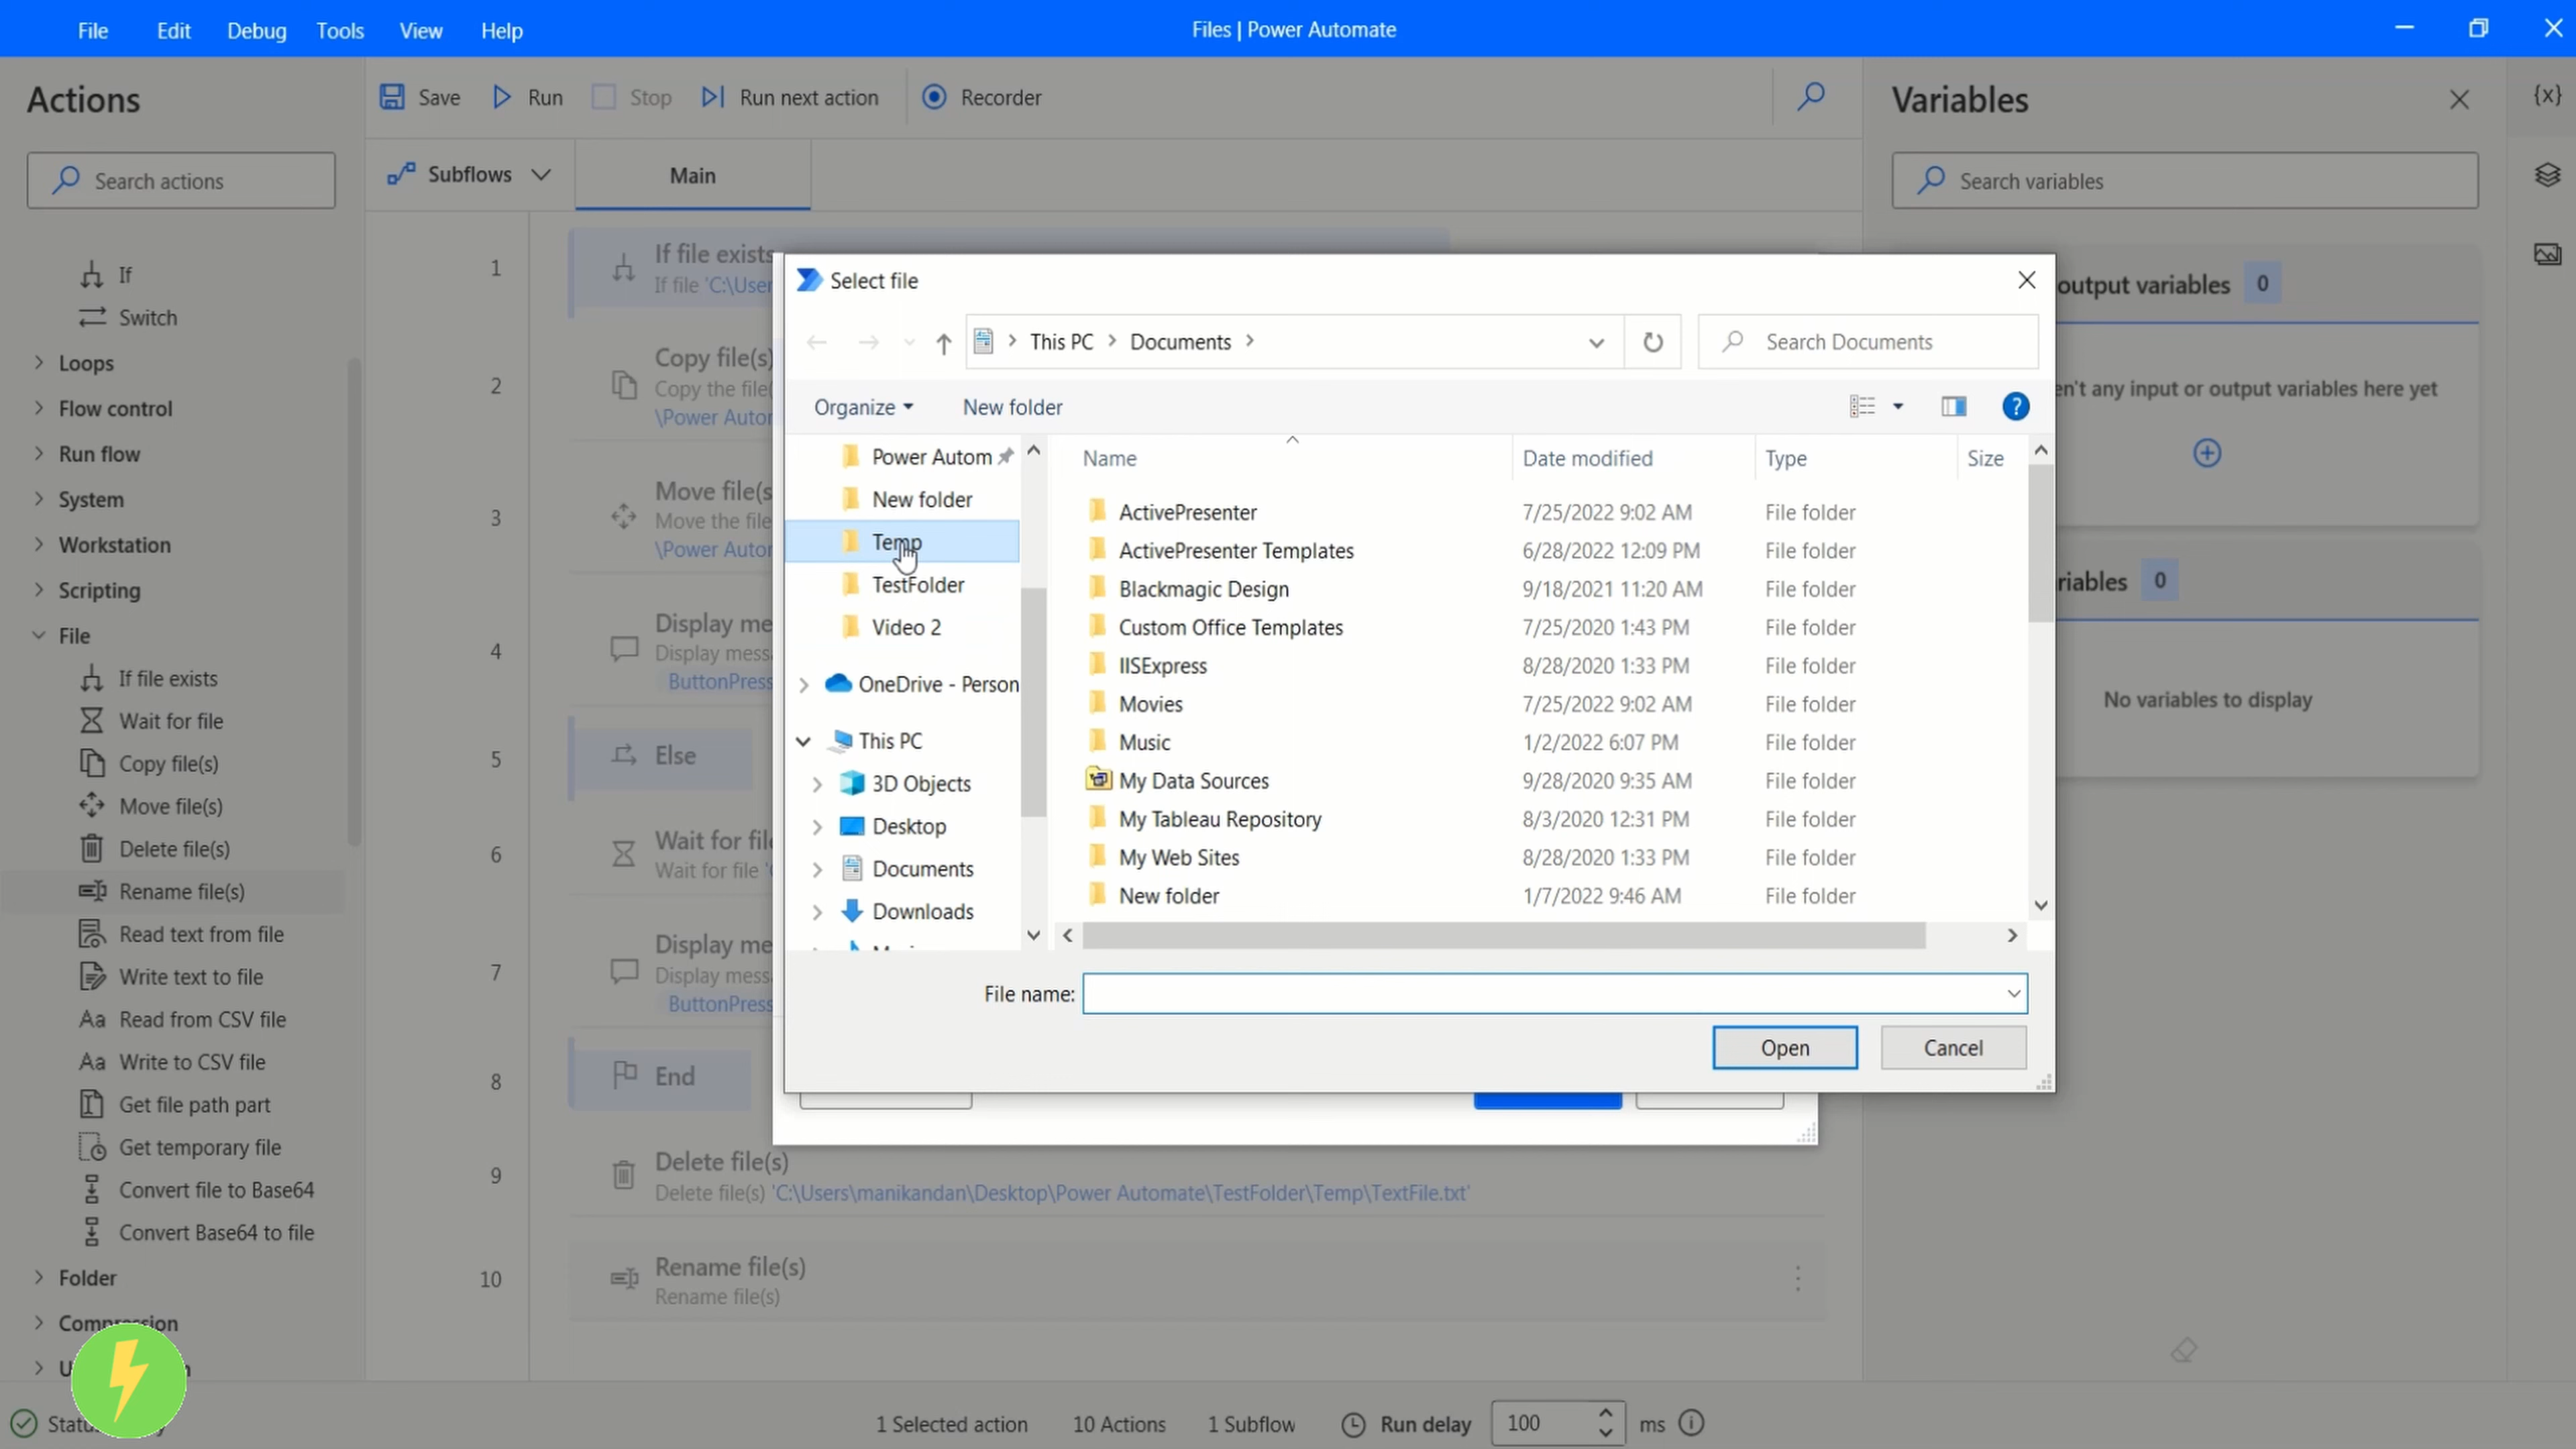 File Edit Debug Tools View Help
Files | Power Automate
Actions
Search actions
If
Switch
Loops
Flow control
Run flow
System
Workstation
Scripting
File
If file exists
Wait for file
Copy file(s)
Move file(s)
Delete file(s)
Rename file(s)
Read text from file
Write text to file
Aa Read from CSV file
Aa Write to CSV file
Get file path part
Get temporary file
Convert file to Base64
Convert Base64 to file
Folder
Compression
Save Run Stop Run next action Recorder
Subflows Main
1 If file exists
If file 'C:\User
2 Copy file(s)
Copy the file(
\Power Autor
3 Move file(s
Move the file
\Power Autor
4 Display me
Display messa
ButtonPress
5 Else
6 Wait for file
Wait for file
7 Display me
Display messa
ButtonPress
8 End
9 Delete file(s)
Delete file(s) 'C:\Users\manikandan\Desktop\Power Automate\TestFolder\Temp\TextFile.txt'
10 Rename file(s)
Rename file(s)
Select file
This PC Documents
Search Documents
Organize New folder
Power Autom
New folder
Temp
TestFolder
Video 2
OneDrive - Person
This PC
3D Objects
Desktop
Documents
Downloads
Name Date modified Type Size
ActivePresenter 7/25/2022 9:02 AM File folder
ActivePresenter Templates 6/28/2022 12:09 PM File folder
Blackmagic Design 9/18/2021 11:20 AM File folder
Custom Office Templates 7/25/2020 1:43 PM File folder
IISExpress 8/28/2020 1:33 PM File folder
Movies 7/25/2022 9:02 AM File folder
Music 1/2/2022 6:07 PM File folder
My Data Sources 9/28/2020 9:35 AM File folder
My Tableau Repository 8/3/2020 12:31 PM File folder
My Web Sites 8/28/2020 1:33 PM File folder
New folder 1/7/2022 9:46 AM File folder
File name:
Open Cancel
Variables
{x}
Search variables
output variables 0
en't any input or output variables here yet
riables 0
No variables to display
1 Selected action 10 Actions 1 Subflow Run delay 100 ms